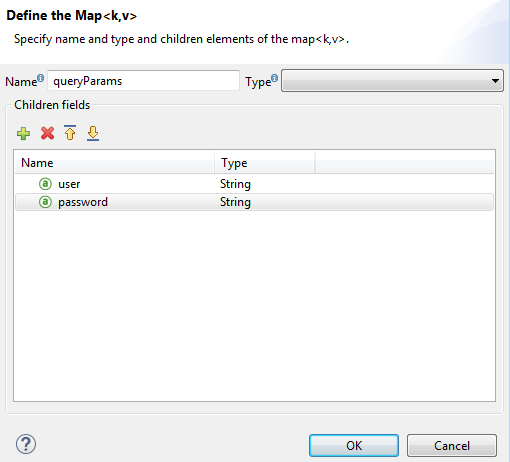 Define the Map<k,v>
Specify name and type and children elements of the map<k,v>.
Name queryParams Type
Children fields
Name Type
a user String
a password String
? OK Cancel